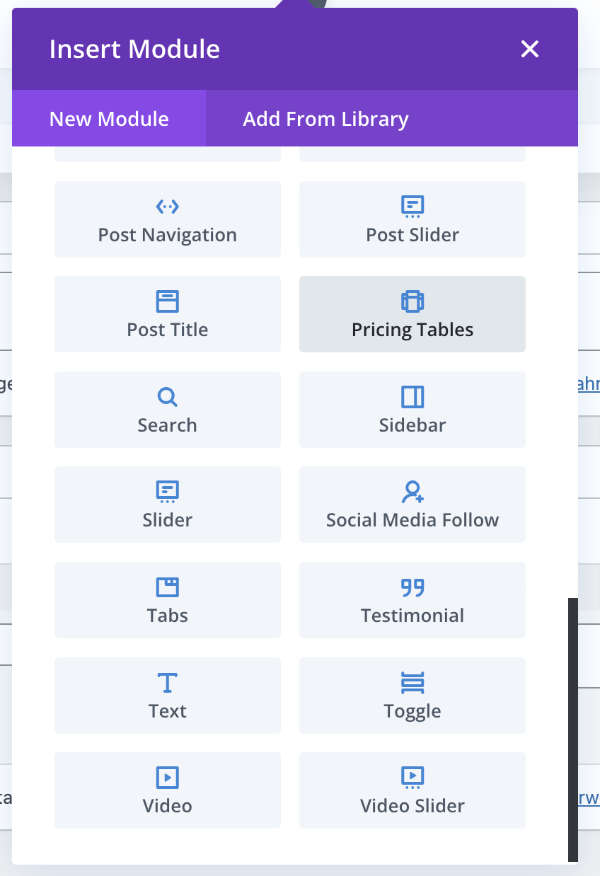 Insert Module
New Module
Add From Library
Post Navigation
Post Slider
Post Title
Pricing Tables
Search
Sidebar
Slider
Social Media Follow
Tabs
Testimonial
Text
Toggle
Video
Video Slider